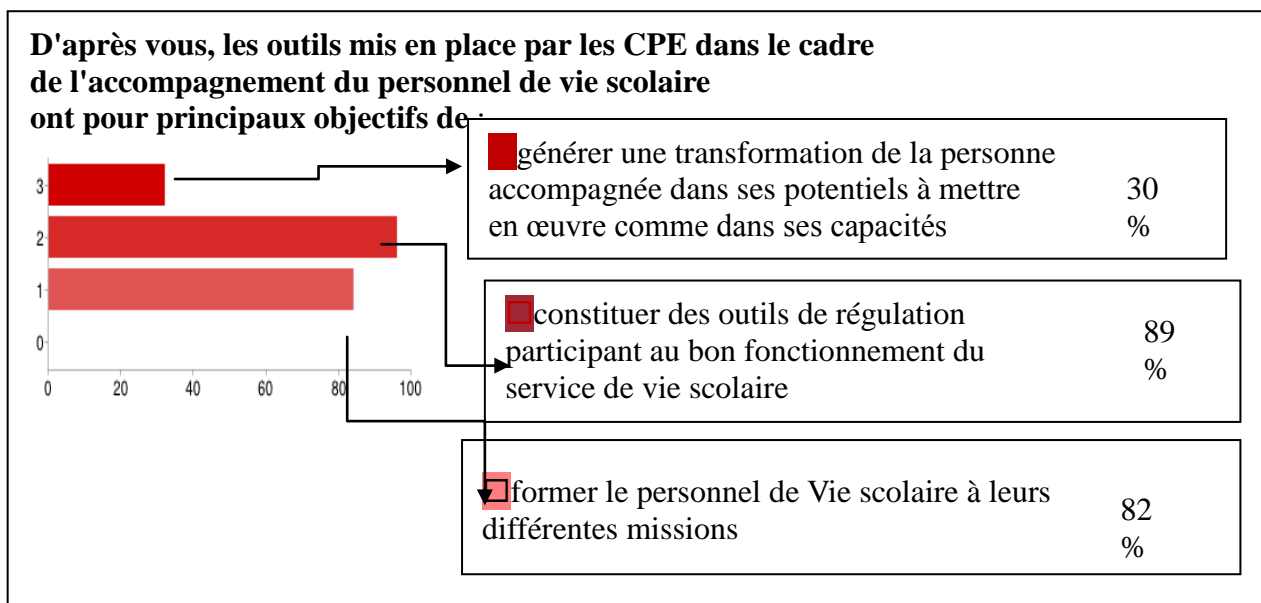 D'après vous, les outils mis en place par les CPE dans le cadre
de l'accompagnement du personnel de vie scolaire
ont pour principaux objectifs de :
générer une transformation de la personne
accompagnée dans ses potentiels à mettre
en œuvre comme dans ses capacités
30
%
constituer des outils de régulation
participant au bon fonctionnement du
service de vie scolaire
89
%
former le personnel de Vie scolaire à leurs
différentes missions
82
%
3
2
1
0
0 20 40 60 80 100